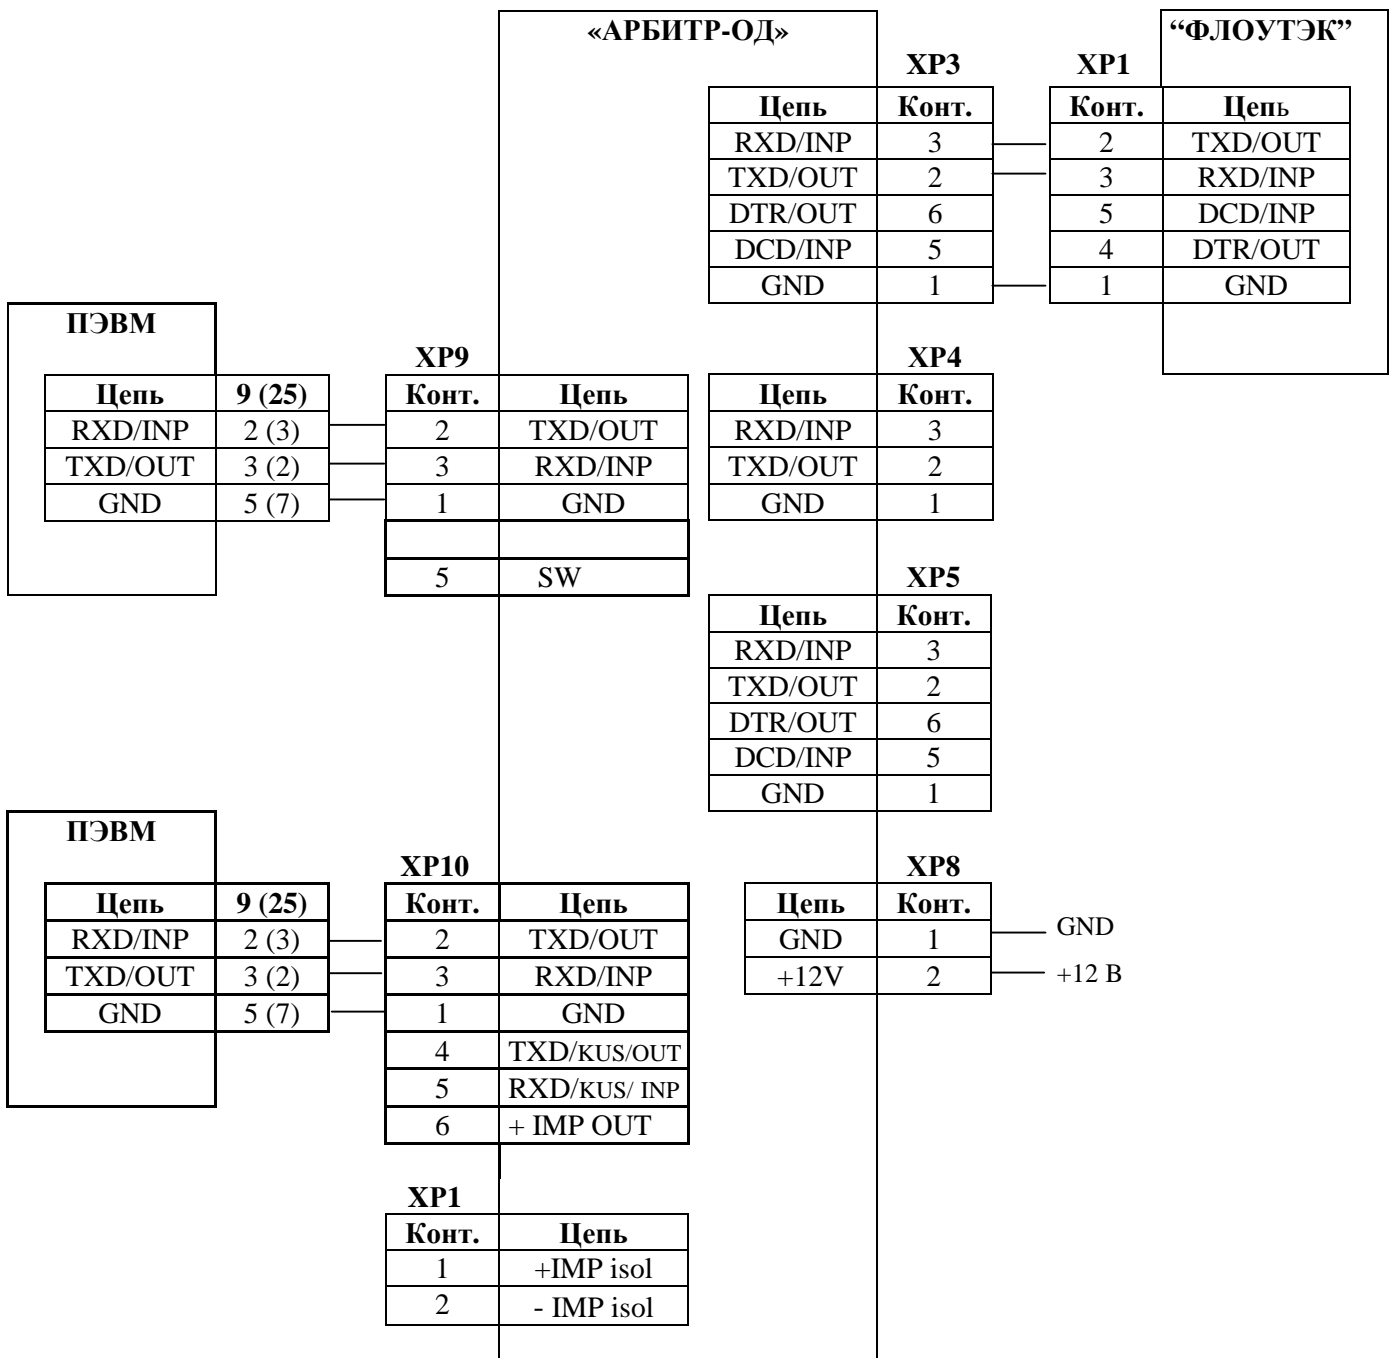 «АРБИТР-ОД»
“ФЛОУТЭК”
XP3
XP1
Цепь Конт.
RXD/INP 3
TXD/OUT 2
DTR/OUT 6
DCD/INP 5
GND 1
Конт. Цепь
2 TXD/OUT
3 RXD/INP
5 DCD/INP
4 DTR/OUT
1 GND
ПЭВМ
Цепь 9 (25)
RXD/INP 2 (3)
TXD/OUT 3 (2)
GND 5 (7)
XP9
Конт. Цепь
2 TXD/OUT
3 RXD/INP
1 GND
5 SW
XP4
Цепь Конт.
RXD/INP 3
TXD/OUT 2
GND 1
XP5
Цепь Конт.
RXD/INP 3
TXD/OUT 2
DTR/OUT 6
DCD/INP 5
GND 1
ПЭВМ
Цепь 9 (25)
RXD/INP 2 (3)
TXD/OUT 3 (2)
GND 5 (7)
XP10
Конт. Цепь
2 TXD/OUT
3 RXD/INP
1 GND
4 TXD/KUS/OUT
5 RXD/KUS/ INP
6 + IMP OUT
XP8
Цепь Конт.
GND 1
+12V 2
GND
+12 В
XP1
Конт. Цепь
1 +IMP isol
2 - IMP isol